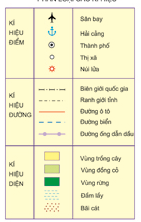 KÍ
HIỆU
ĐIỂM
Sân bay
Hải cảng
Thành phố
Thị xã
Núi lửa
KÍ
HIỆU
ĐƯỜNG
Biên giới quốc gia
Ranh giới tỉnh
Đường ô tô
Đường biển
Đường ống dẫn dầu
KÍ
HIỆU
DIỆN
Vùng trồng cây
Vùng đồng cỏ
Vùng rừng
Đầm lầy
Bãi cát